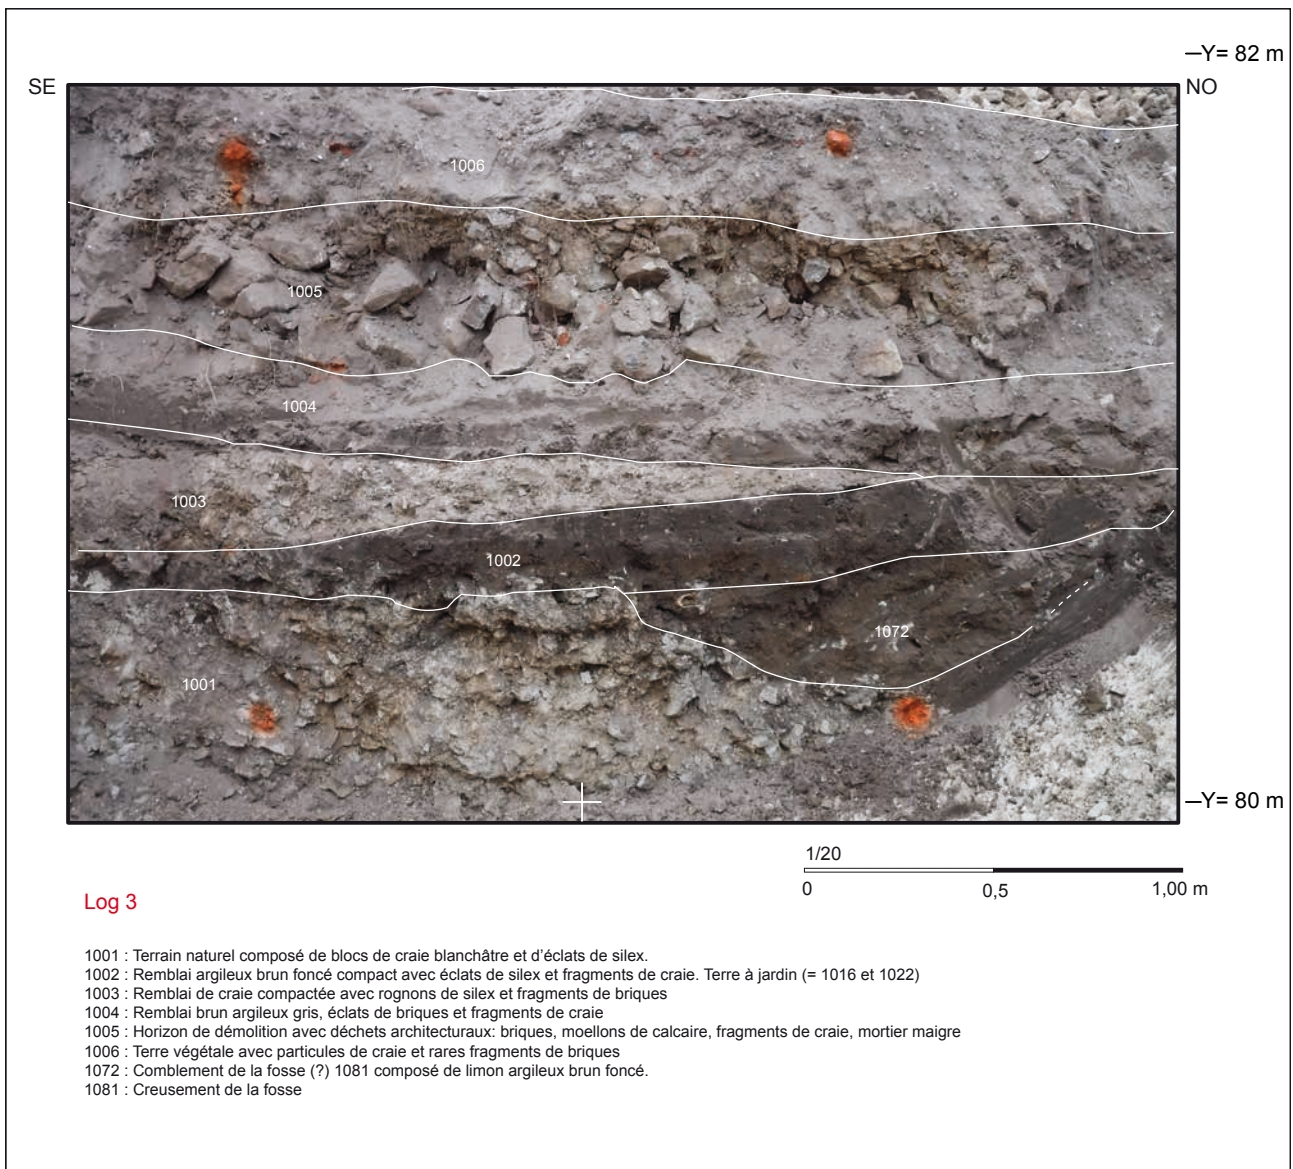 —Y= 82 m
SE
NO
1006
1005
1004
1003
1002
1072
1001
—Y= 80 m
1/20
0
0,5
1,00 m
Log 3
1001 : Terrain naturel composé de blocs de craie blanchâtre et d'éclats de silex.
1002 : Remblai argileux brun foncé compact avec éclats de silex et fragments de craie. Terre à jardin (= 1016 et 1022)
1003 : Remblai de craie compactée avec rognons de silex et fragments de briques
1004 : Remblai brun argileux gris, éclats de briques et fragments de craie
1005 : Horizon de démolition avec déchets architecturaux: briques, moellons de calcaire, fragments de craie, mortier maigre
1006 : Terre végétale avec particules de craie et rares fragments de briques
1072 : Comblement de la fosse (?) 1081 composé de limon argileux brun foncé.
1081 : Creusement de la fosse